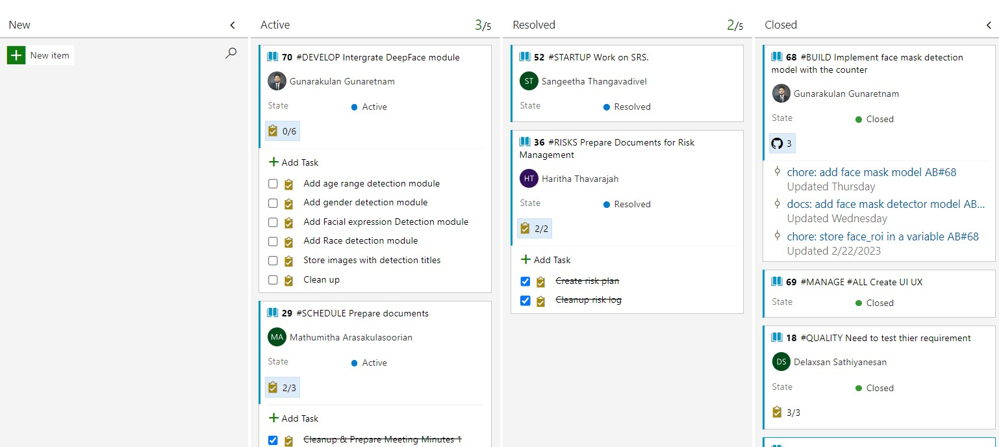 New
New item
Active
3/5
70 #DEVELOP Intergrate DeepFace module
Gunarakulan Gunaretnam
State
Active
0/6
Add Task
Add age range detection module
Add gender detection module
Add Facial expression Detection module
Add Race detection module
Store images with detection titles
Clean up
29 #SCHEDULE Prepare documents
MA
Mathumitha Arasakulasoorian
State
Active
2/3
Add Task
Cleanup & Prepare Meeting Minutes 1
Resolved
2/5
52 #STARTUP Work on SRS.
ST
Sangeetha Thangavadivel
State
Resolved
36 #RISKS Prepare Documents for Risk
Management
HT
Haritha Thavarajah
State
Resolved
2/2
Add Task
Create risk plan
Cleanup risk log
Closed
68 #BUILD Implement face mask detection
model with the counter
Gunarakulan Gunaretnam
State
Closed
3
chore: add face mask model AB#68
Updated Thursday
docs: add face mask detector model AB...
Updated Wednesday
chore: store face_roi in a variable AB#68
Updated 2/22/2023
69 #MANAGE #ALL Create UI UX
State
Closed
18 #QUALITY Need to test thier requirement
DS
Delaxsan Sathiyanesan
State
Closed
3/3